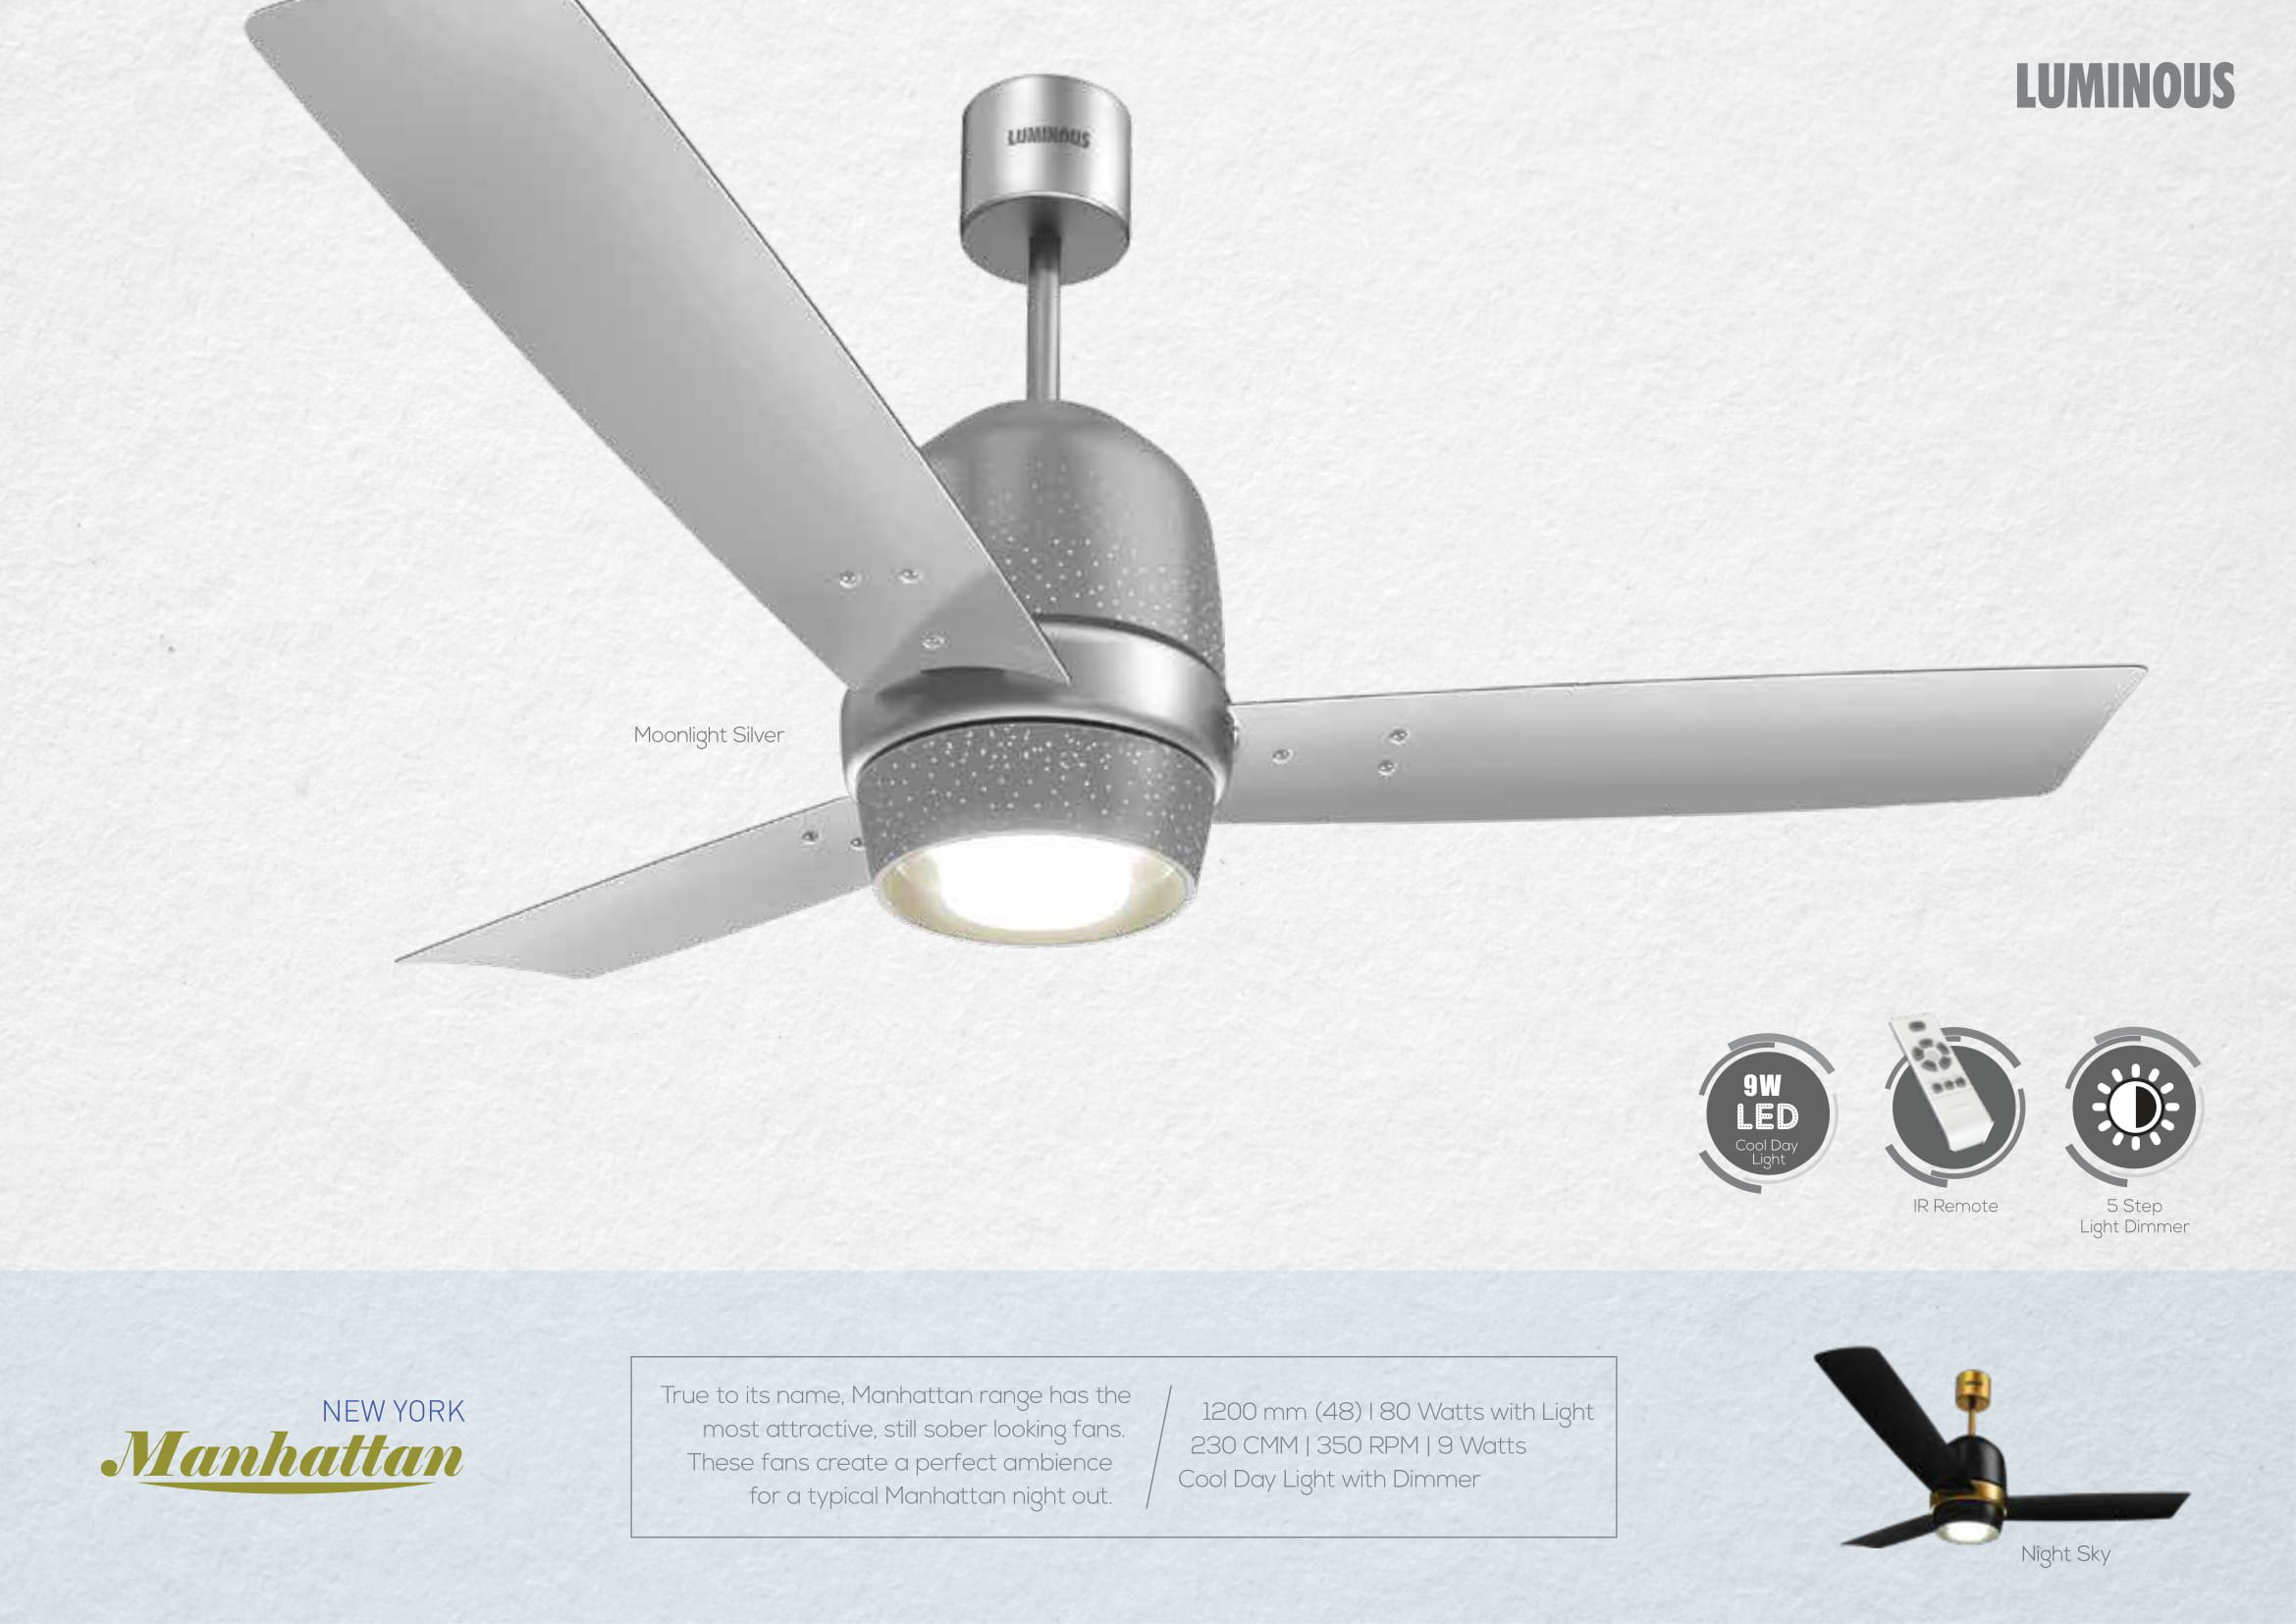 LUMINOUS
LUMINOUS
Moonlight Silver
9W
LED
Cool Day
Light
IR Remote
5 Step
Light Dimmer
NEW YORK
Manhattan
True to its name, Manhattan range has the
most attractive, still sober looking fans.
These fans create a perfect ambience
for a typical Manhattan night out.
1200 mm (48) | 80 Watts with Light
230 CMM | 350 RPM | 9 Watts
Cool Day Light with Dimmer
Night Sky